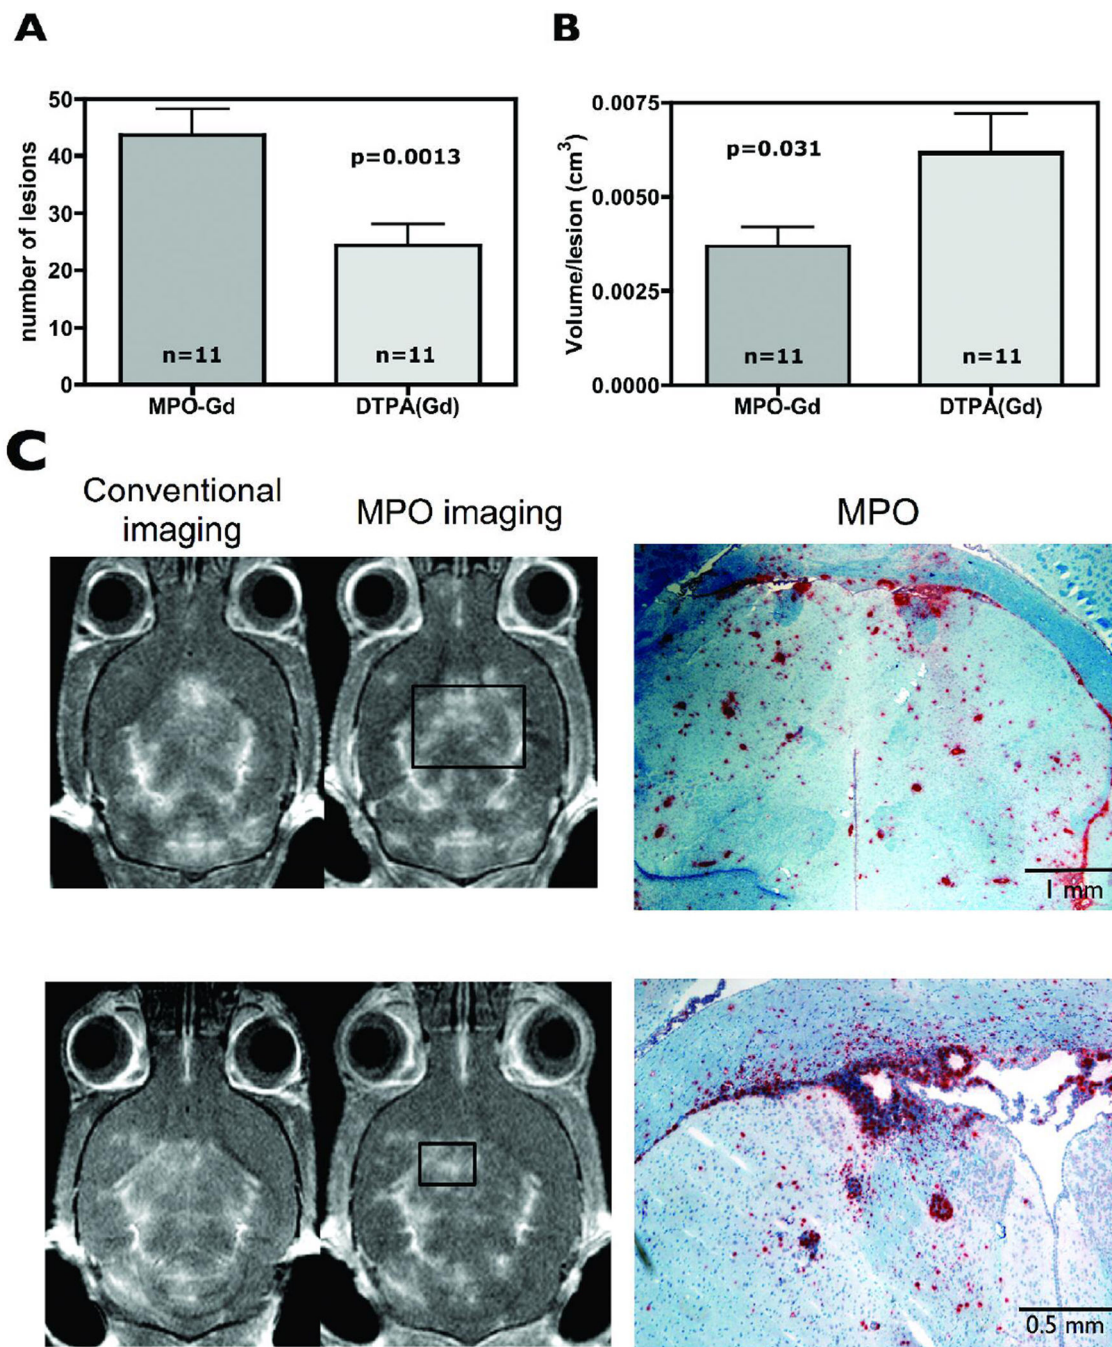 A
B
number of lesions
50
40
30
20
10
0
p=0.0013
n=11
n=11
MPO-Gd
DTPA(Gd)
Volume/lesion (cm³)
0.0075
0.0050
0.0025
0.0000
p=0.031
n=11
n=11
MPO-Gd
DTPA(Gd)
C
Conventional
imaging
MPO imaging
MPO
1 mm
0.5 mm